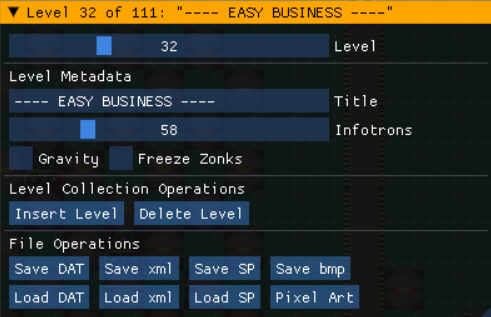 ▼ Level 32 of 111: "---- EASY BUSINESS ----"
32 Level
Level Metadata
---- EASY BUSINESS ---- Title
58 Infotrons
Gravity Freeze Zonks
Level Collection Operations
Insert Level Delete Level
File Operations
Save DAT Save xml Save SP Save bmp
Load DAT Load xml Load SP Pixel Art